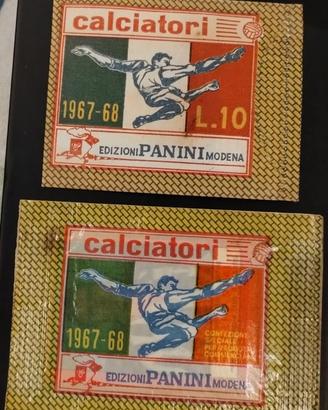 calciatori
1967-68
L.10
EDIZIONI PANINI MODENA
calciatori
1967-68
CONFEZIONE
SPECIALE
EDIZIONI PANINI MODENA